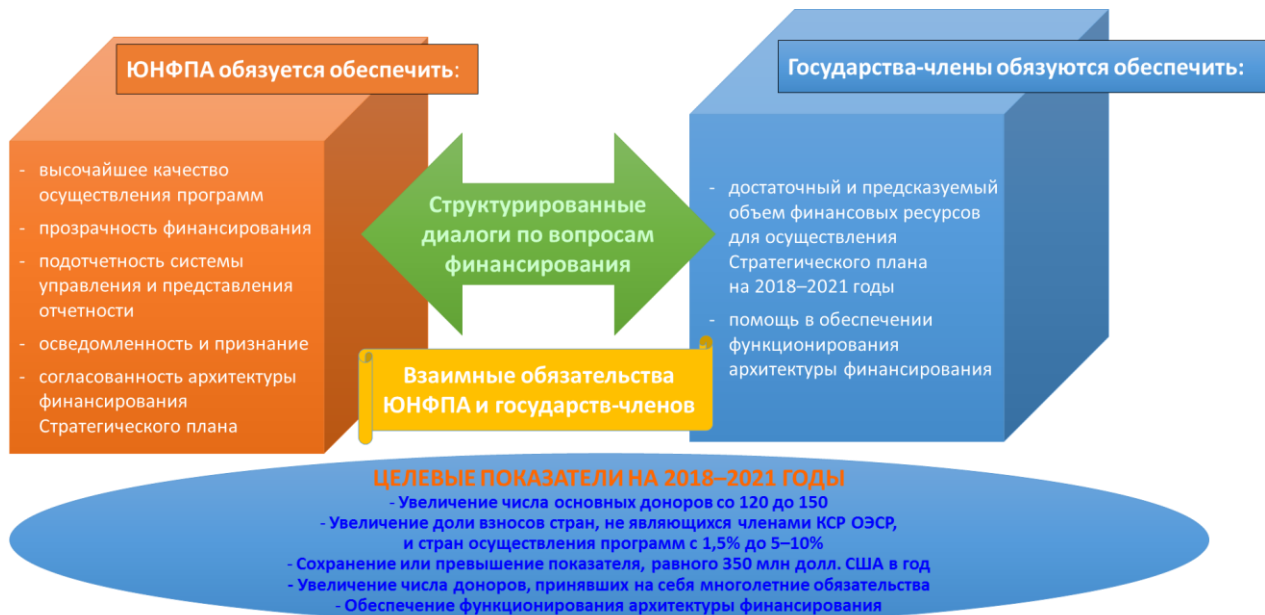 ЮНФПА обязуется обеспечить:
- высочайшее качество
осуществления программ
- прозрачность финансирования
- подотчетность системы
управления и представления
отчетности
- осведомленность и признание
- согласованность архитектуры
финансирования
Стратегического плана
Структурированные
диалоги по вопросам
финансирования
Взаимные обязательства
ЮНФПА и государств-членов
Государства-члены обязуются обеспечить:
- достаточный и предсказуемый
объем финансовых ресурсов
для осуществления
Стратегического плана
на 2018–2021 годы
- помощь в обеспечении
функционирования
архитектуры финансирования
ЦЕЛЕВЫЕ ПОКАЗАТЕЛИ НА 2018–2021 ГОДЫ
- Увеличение числа основных доноров со 120 до 150
- Увеличение доли взносов стран, не являющихся членами КСР ОЭСР,
и стран осуществления программ с 1,5% до 5–10%
- Сохранение или превышение показателя, равного 350 млн долл. США в год
- Увеличение числа доноров, принявших на себя многолетние обязательства
- Обеспечение функционирования архитектуры финансирования